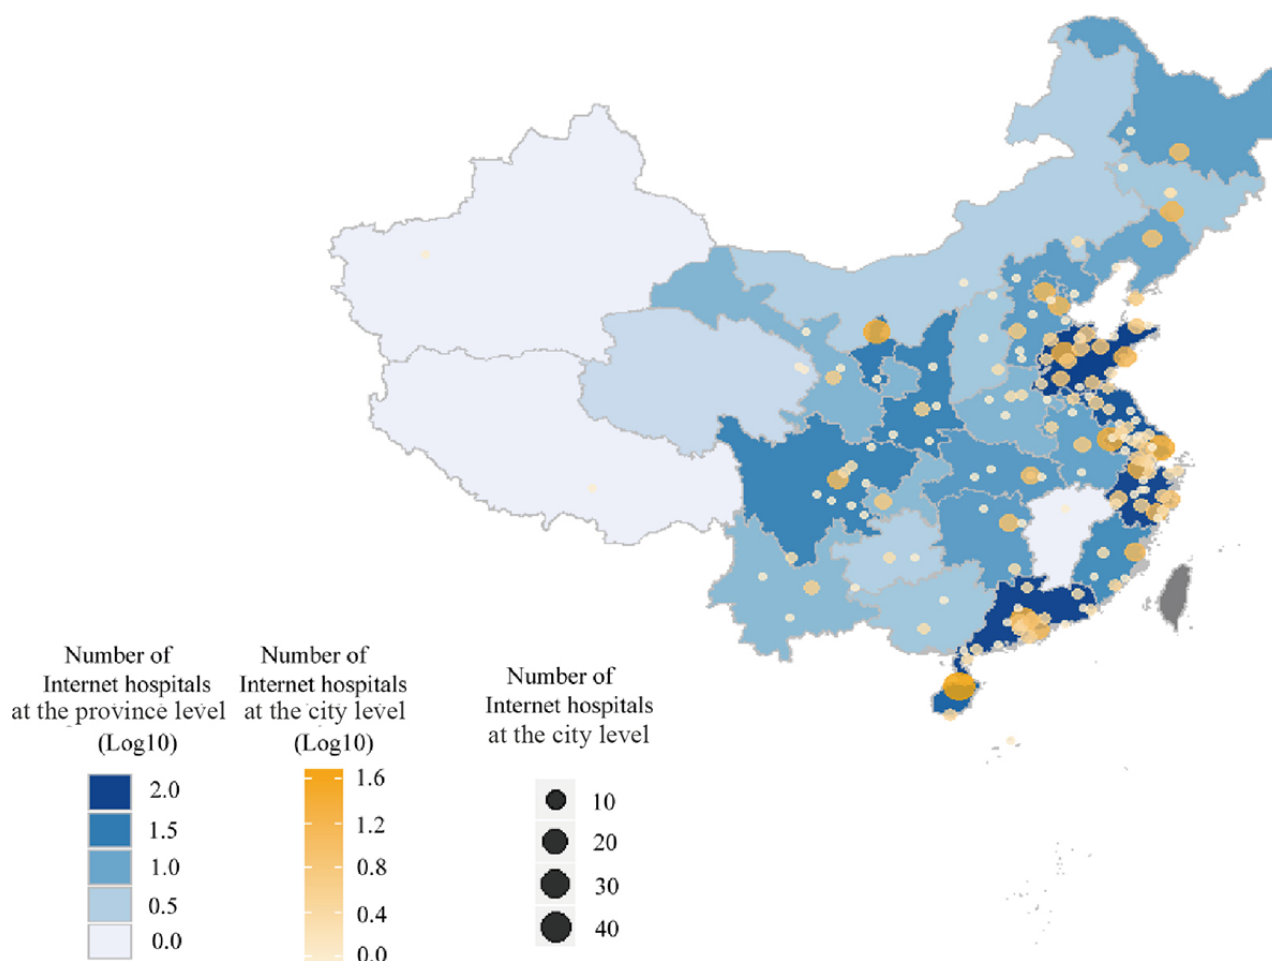 Number of
Internet hospitals
at the province level
(Log10)
2.0
1.5
1.0
0.5
0.0
Number of
Internet hospitals
at the city level
(Log10)
1.6
1.2
0.8
0.4
0.0
Number of
Internet hospitals
at the city level
10
20
30
40